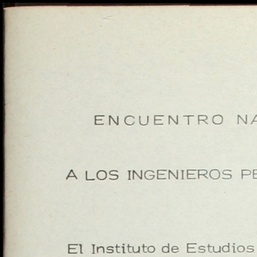 ENCUENTRO NA
A LOS INGENIEROS PE
El Instituto de Estudios